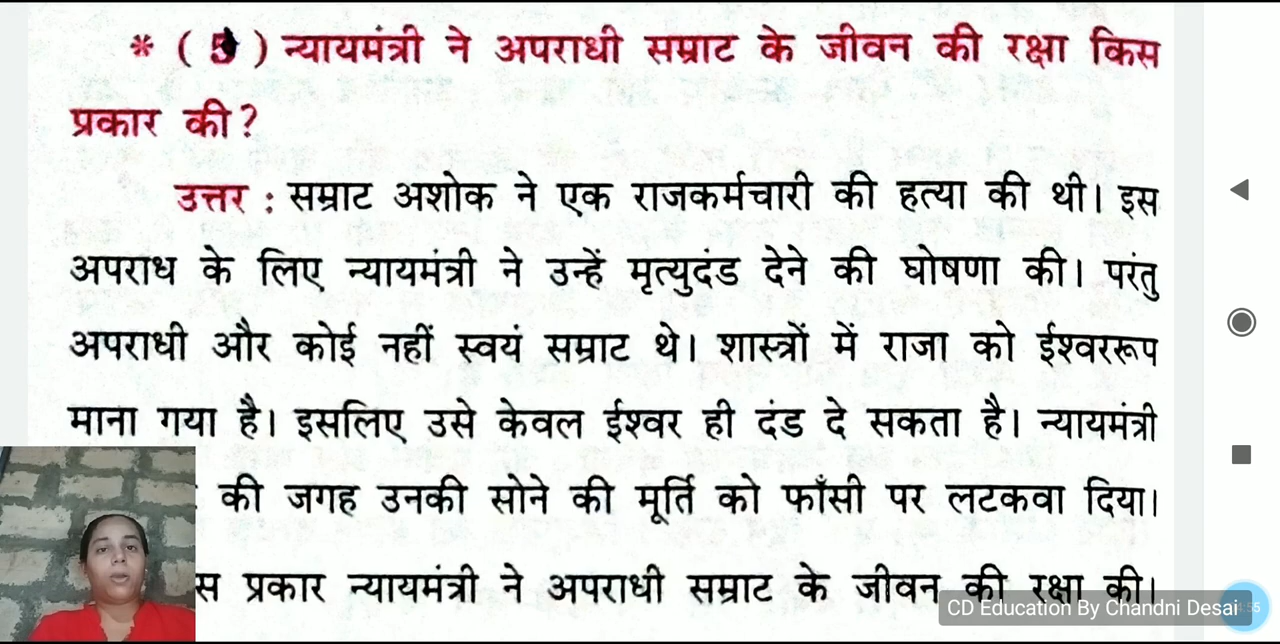 * ( 5 ) न्यायमंत्री ने अपराधी सम्राट के जीवन की रक्षा किस
प्रकार की?
उत्तर : सम्राट अशोक ने एक राजकर्मचारी की हत्या की थी। इस
अपराध के लिए न्यायमंत्री ने उन्हें मृत्युदंड देने की घोषणा की। परंतु
अपराधी और कोई नहीं स्वयं सम्राट थे। शास्त्रों में राजा को ईश्वररूप
माना गया है। इसलिए उसे केवल ईश्वर ही दंड दे सकता है। न्यायमंत्री
की जगह उनकी सोने की मूर्ति को फाँसी पर लटकवा दिया।
स प्रकार न्यायमंत्री ने अपराधी सम्राट के जीवन की रक्षा की।
CD Education By Chandni Desai